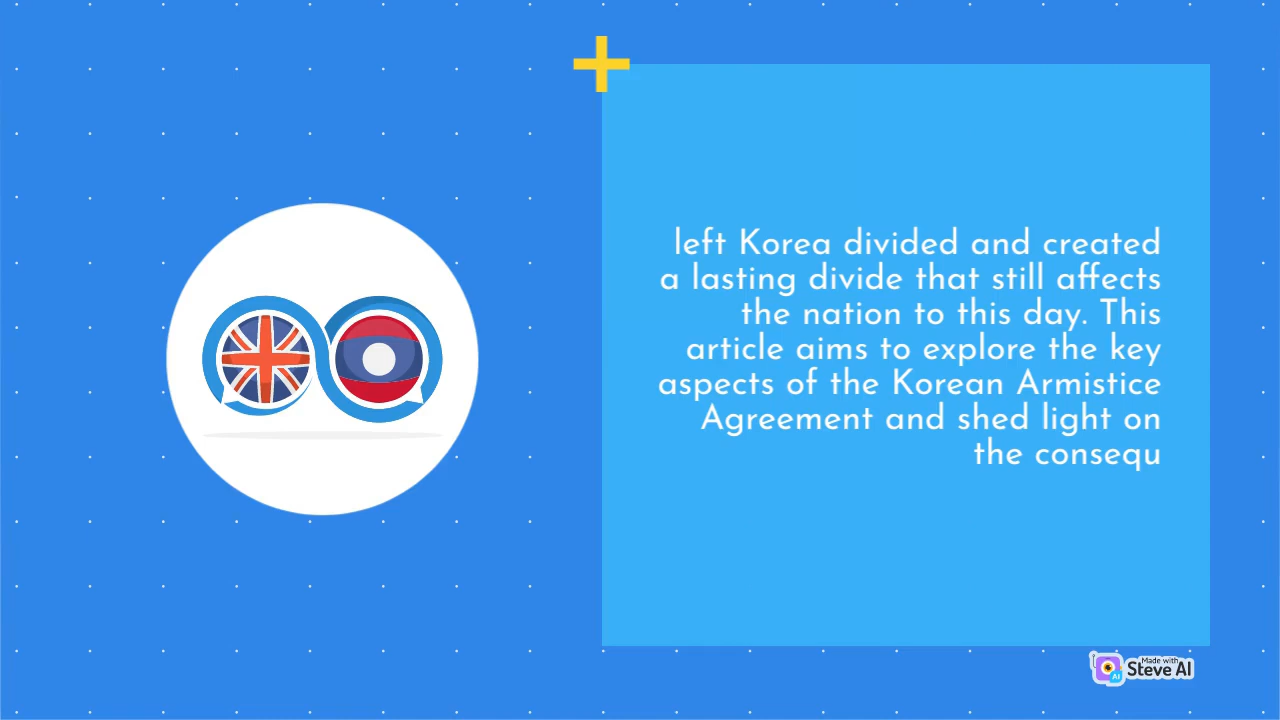 left Korea divided and created
a lasting divide that still affects
the nation to this day. This
article aims to explore the key
aspects of the Korean Armistice
Agreement and shed light on
the consequ
Made with
Steve AI
AI